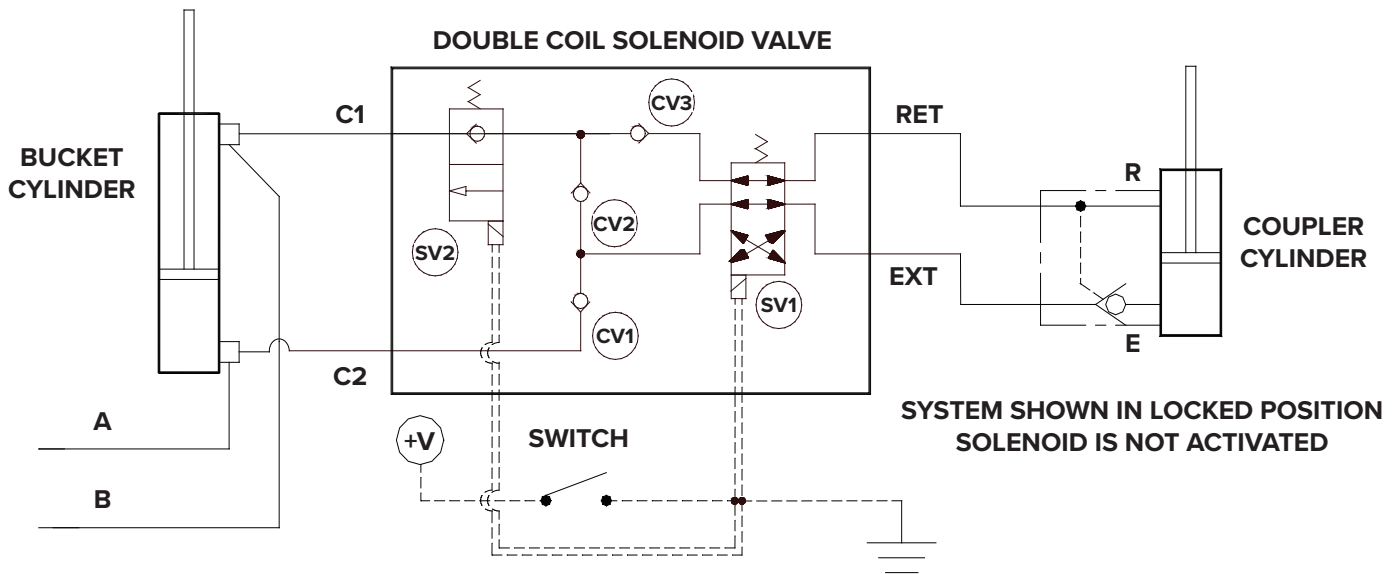 DOUBLE COIL SOLENOID VALVE
C1
CV3
RET
BUCKET
CYLINDER
R
CV2
SV2
COUPLER
CYLINDER
EXT
SV1
CV1
E
C2
A
SYSTEM SHOWN IN LOCKED POSITION
SOLENOID IS NOT ACTIVATED
+V
SWITCH
B